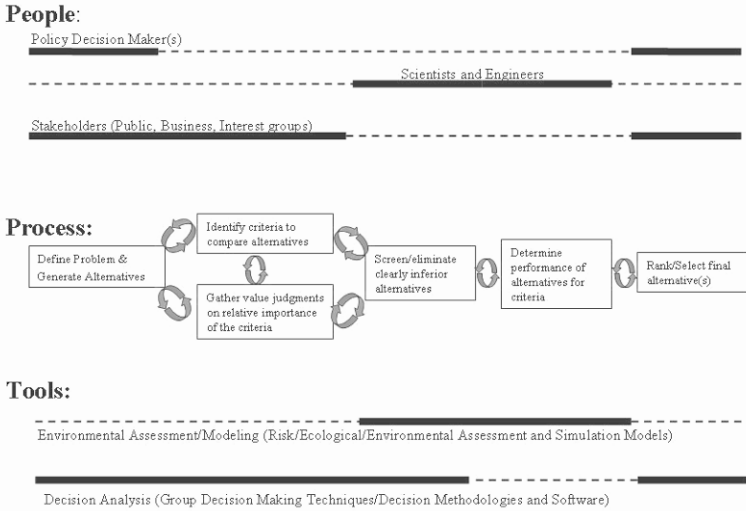 People:
Policy Decision Maker(s)
Scientists and Engineers
Stakeholders (Public, Business, Interest groups)
Process:
Define Problem &
Generate Alternatives
Identify criteria to
compare alternatives
Gather value judgments
on relative importance
of the criteria
Screen/eliminate
clearly inferior
alternatives
Determine
performance of
alternatives for
criteria
Rank/Select final
alternative(s)
Tools:
Environmental Assessment/Modeling (Risk/Ecological/Environmental Assessment and Simulation Models)
Decision Analysis (Group Decision Making Techniques/Decision Methodologies and Software)